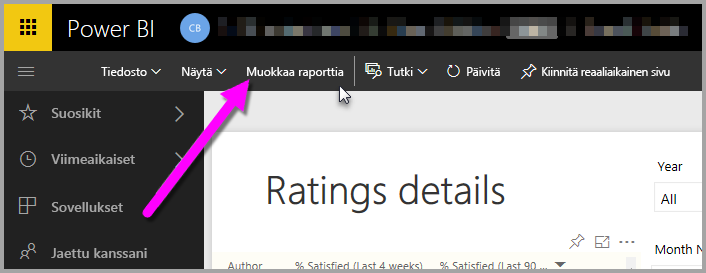 Power BI CB
Tiedosto Näytä Muokkaa raporttia Tutki Päivitä Kiinnitä reaaliaikainen sivu
Suosikit
Viimeaikaiset
Sovellukset
Jaettu kanssani
Ratings details
Year
All
Month N
Author % Satisfied (Last 4 weeks) % Satisfied (Last 90 ...